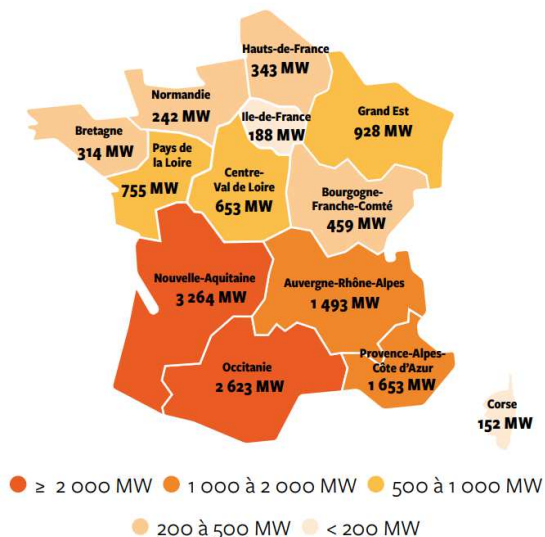 Hauts-de-France
343 MW
Normandie
242 MW
Ile-de-France
188 MW
Grand Est
928 MW
Bretagne
314 MW
Pays de
la Loire
755 MW
Centre-
Val de Loire
653 MW
Bourgogne-
Franche-Comté
459 MW
Nouvelle-Aquitaine
3 264 MW
Auvergne-Rhône-Alpes
1 493 MW
Occitanie
2 623 MW
Provence-Alpes-
Côte d'Azur
1 653 MW
Corse
152 MW
≥ 2 000 MW
1 000 à 2 000 MW
500 à 1 000 MW
200 à 500 MW
< 200 MW